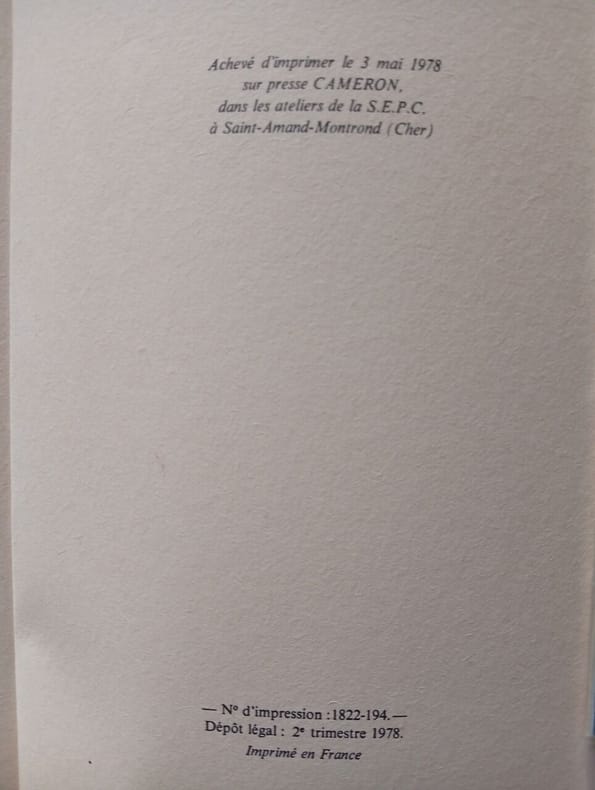 Achevé d'imprimer le 3 mai 1978
sur presse CAMERON,
dans les ateliers de la S.E.P.C.
à Saint-Amand-Montrond (Cher)
— Nº d'impression :1822-194.—
Dépôt légal : 2e trimestre 1978.
Imprimé en France